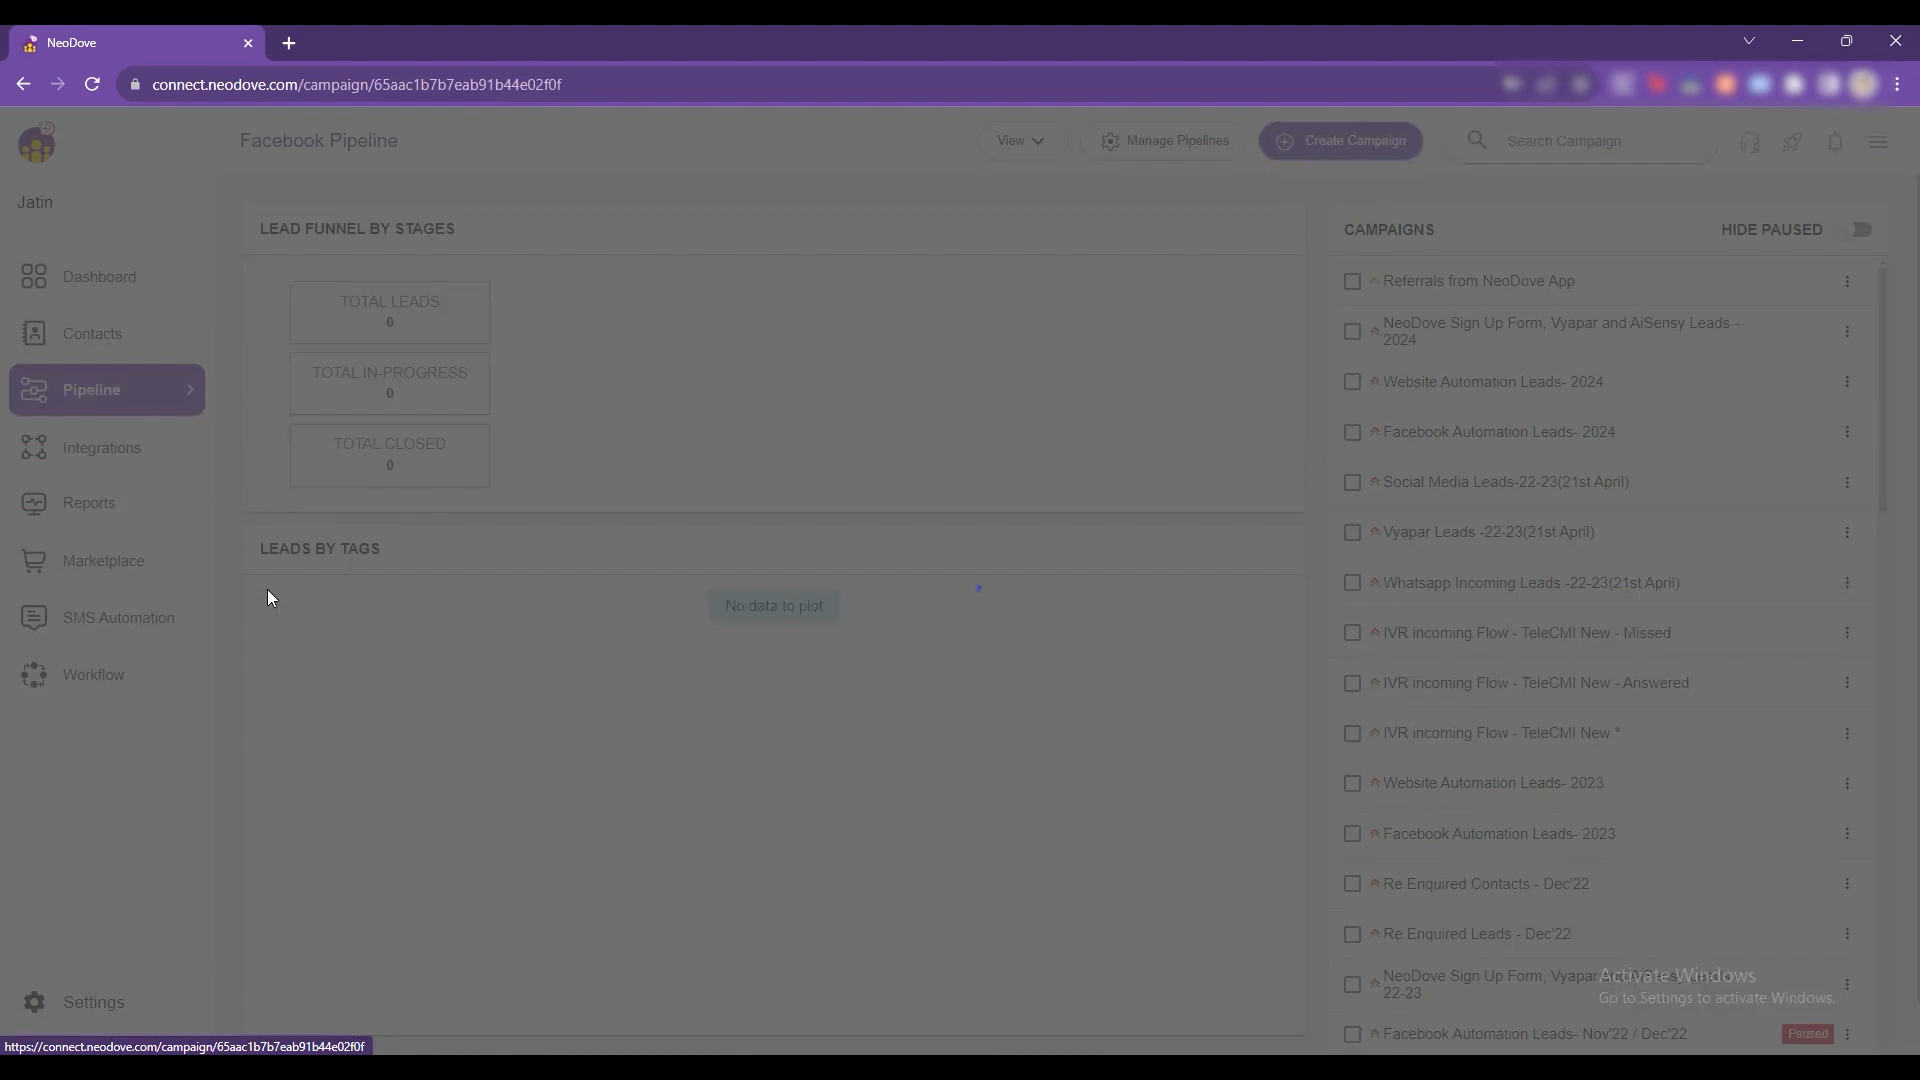 NeoDove
connect.neodove.com/campaign/65aac1b7b7eab91b44e02f0f
Facebook Pipeline
View
Manage Pipelines
Create Campaign
Search Campaign
Jatin
Dashboard
Contacts
Pipeline
Integrations
Reports
Marketplace
SMS Automation
Workflow
Settings
LEAD FUNNEL BY STAGES
TOTAL LEADS
0
TOTAL IN-PROGRESS
0
TOTAL CLOSED
0
LEADS BY TAGS
No data to plot
CAMPAIGNS
HIDE PAUSED
Referrals from NeoDove App
NeoDove Sign Up Form, Vyapar and AiSensy Leads -
2024
Website Automation Leads- 2024
Facebook Automation Leads- 2024
Social Media Leads-22-23(21st April)
Vyapar Leads -22-23(21st April)
Whatsapp Incoming Leads -22-23(21st April)
IVR incoming Flow - TeleCMI New - Missed
IVR incoming Flow - TeleCMI New - Answered
IVR incoming Flow - TeleCMI New *
Website Automation Leads- 2023
Facebook Automation Leads- 2023
Re Enquired Contacts - Dec'22
Re Enquired Leads - Dec'22
NeoDove Sign Up Form, Vyapar
22-23
Facebook Automation Leads- Nov'22 / Dec'22
Paused
Activate Windows
Go to Settings to activate Windows.
https://connect.neodove.com/campaign/65aac1b7b7eab91b44e02f0f